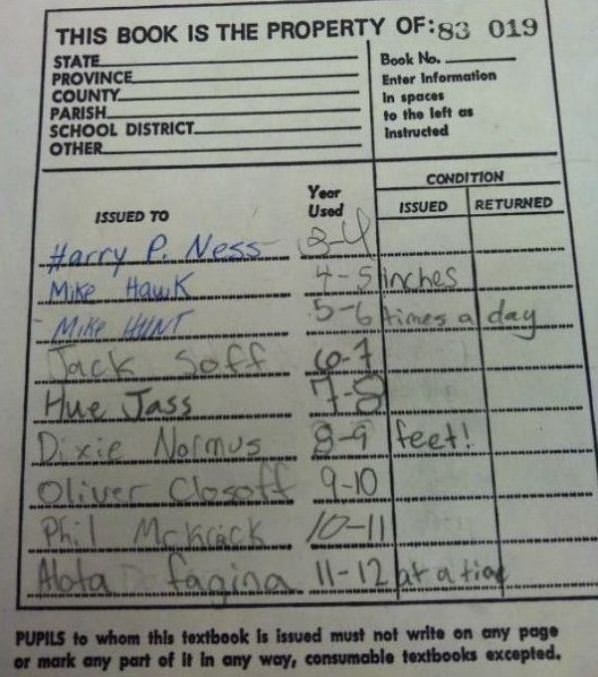 THIS BOOK IS THE PROPERTY OF: 83 019
STATE
PROVINCE
COUNTY
PARISH
SCHOOL DISTRICT
OTHER
Book No.
Enter Information
in spaces
to the left as
instructed
ISSUED TO
Year
Used
CONDITION
ISSUED RETURNED
Harry P. Ness 3-4
Mike Hawk 4-5 inches
- Mike HUNT 5-6 times a day
Jack Soff 6-7
Hue Jass 7-8
Dixie Normus 8-9 feet!
Oliver Closoff 9-10
Phil McKrack 10-11
Alota fagina 11-12 at a time
PUPILS to whom this textbook is issued must not write on any page
or mark any part of it in any way, consumable textbooks excepted.